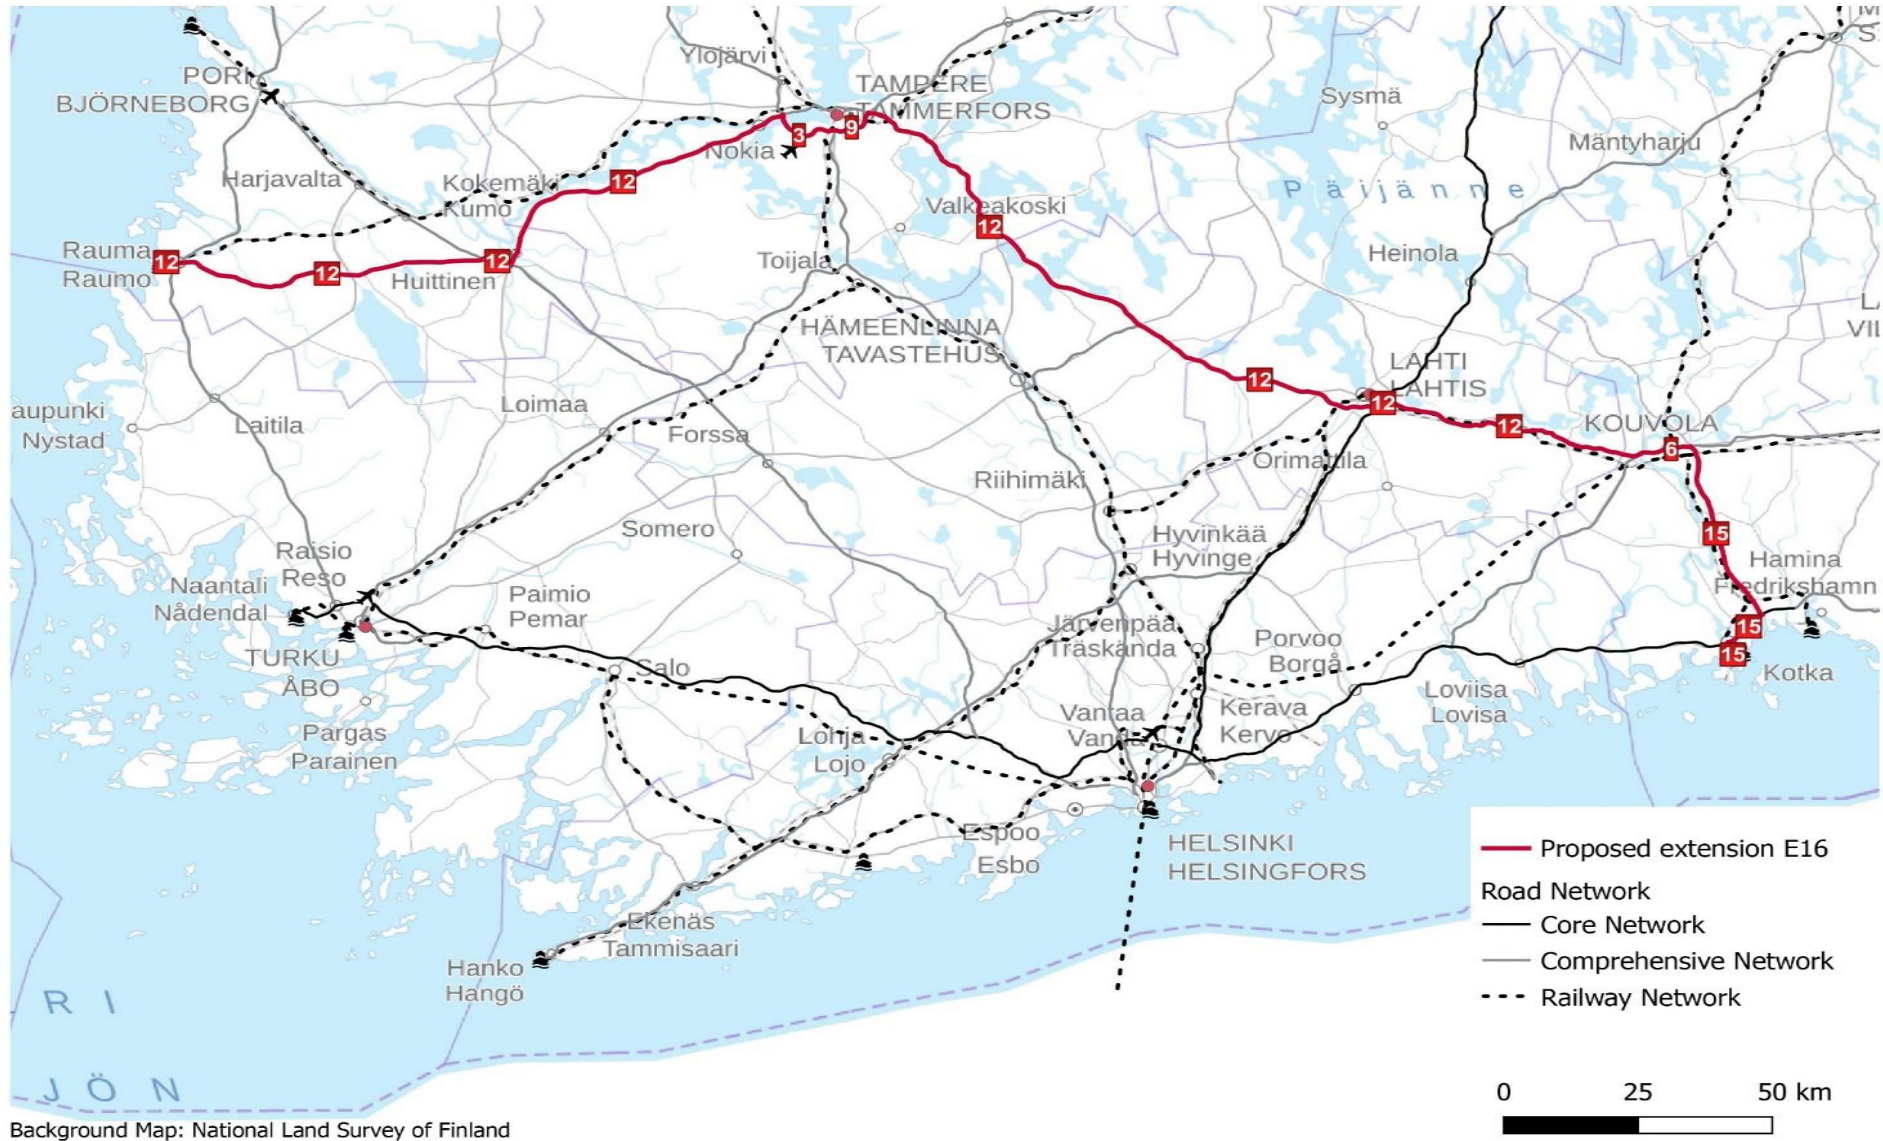 Ylöjärvi
M
S
PORI
BJÖRNEBORG
TAMPERE
TAMMERFORS
Sysmä
3
9
Nokia
Mäntyharju
Harjavalta
Kokemäki
Kumo
12
Päijänne
Valkeakoski
12
Rauma
Raumo
12
12
Huittinen
12
Toijala
Heinola
L
VII
HÄMEENLINNA
TAVASTEHUS
12
LAHTI
LAHTIS
12
aupunki
Nystad
Laitila
Loimaa
Forssa
12
KOUVOLA
6
Riihimäki
Orimattila
Somero
15
Hyvinkää
Hyvinge
Hamina
Fredrikshamn
Raisio
Reso
Naantali
Nådendal
Paimio
Pemar
Järvenpää
Träskända
Porvoo
Borgå
15
15
Kotka
TURKU
ÅBO
Salo
Loviisa
Lovisa
Pargas
Parainen
Lohja
Lojo
Vantaa
Vanda
Kerava
Kervo
Espoo
Esbo
HELSINKI
HELSINGFORS
Ekenäs
Tammisaari
Hanko
Hangö
R I
J Ö N
Proposed extension E16
Road Network
Core Network
Comprehensive Network
Railway Network
0 25 50 km
Background Map: National Land Survey of Finland